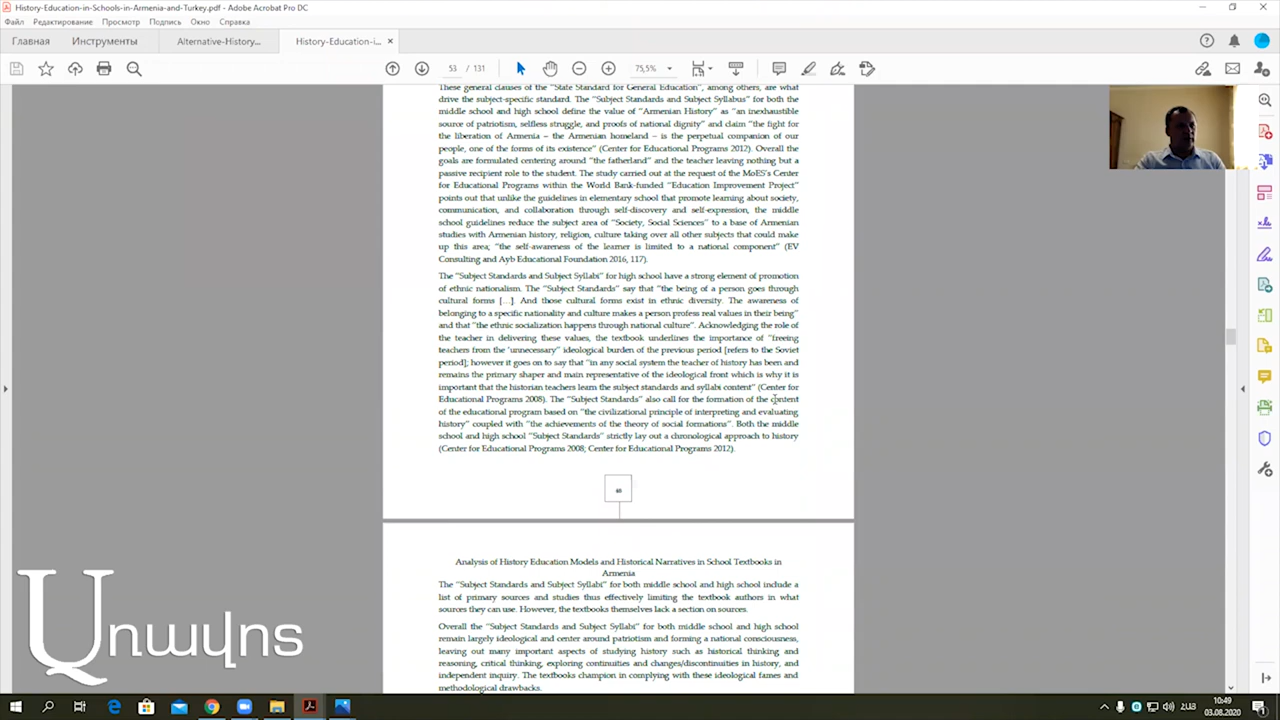 History-Education-in-Schools-in-Armenia-and-Turkey.pdf - Adobe Acrobat Pro DC
Файл Редактирование Просмотр Подпись Окно Справка
Главная Инструменты Alternative-History... History-Education-i...
53 / 131 75,5%
These general clauses of the "State Standard for General Education", among others, are what
drive the subject-specific standard. The "Subject Standards and Subject Syllabus" for both the
middle school and high school define the value of "Armenian History" as "an inexhaustible
source of patriotism, selfless struggle, and proofs of national dignity" and claim "the fight for
the liberation of Armenia – the Armenian homeland – is the perpetual companion of our
people, one of the forms of its existence" (Center for Educational Programs 2012). Overall the
goals are formulated centering around "the fatherland" and the teacher leaving nothing but a
passive recipient role to the student. The study carried out at the request of the MoES's Center
for Educational Programs within the World Bank-funded "Education Improvement Project"
points out that unlike the guidelines in elementary school that promote learning about society,
communication, and collaboration through self-discovery and self-expression, the middle
school guidelines reduce the subject area of "Society, Social Sciences" to a base of Armenian
studies with Armenian history, religion, culture taking over all other subjects that could make
up this area; "the self-awareness of the learner is limited to a national component" (EV
Consulting and Ayb Educational Foundation 2016, 117).
The "Subject Standards and Subject Syllabi" for high school have a strong element of promotion
of ethnic nationalism. The "Subject Standards" say that "the being of a person goes through
cultural forms […]. And those cultural forms exist in ethnic diversity. The awareness of
belonging to a specific nationality and culture makes a person profess real values in their being"
and that "the ethnic socialization happens through national culture". Acknowledging the role of
the teacher in delivering these values, the textbook underlines the importance of "freeing
teachers from the 'unnecessary' ideological burden of the previous period [refers to the Soviet
period]; however it goes on to say that "in any social system the teacher of history has been and
remains the primary shaper and main representative of the ideological front which is why it is
important that the historian teachers learn the subject standards and syllabi content" (Center for
Educational Programs 2008). The "Subject Standards" also call for the formation of the content
of the educational program based on "the civilizational principle of interpreting and evaluating
history" coupled with "the achievements of the theory of social formations". Both the middle
school and high school "Subject Standards" strictly lay out a chronological approach to history
(Center for Educational Programs 2008; Center for Educational Programs 2012).
48
Analysis of History Education Models and Historical Narratives in School Textbooks in
Armenia
The "Subject Standards and Subject Syllabi" for both middle school and high school include a
list of primary sources and studies thus effectively limiting the textbook authors in what
sources they can use. However, the textbooks themselves lack a section on sources.
Overall the "Subject Standards and Subject Syllabi" for both middle school and high school
remain largely ideological and center around patriotism and forming a national consciousness,
leaving out many important aspects of studying history such as historical thinking and
reasoning, critical thinking, exploring continuities and changes/discontinuities in history, and
independent inquiry. The textbooks champion in complying with these ideological fames and
methodological drawbacks.
Առավոտ
ՀԱՅ 10:49
03.08.2020